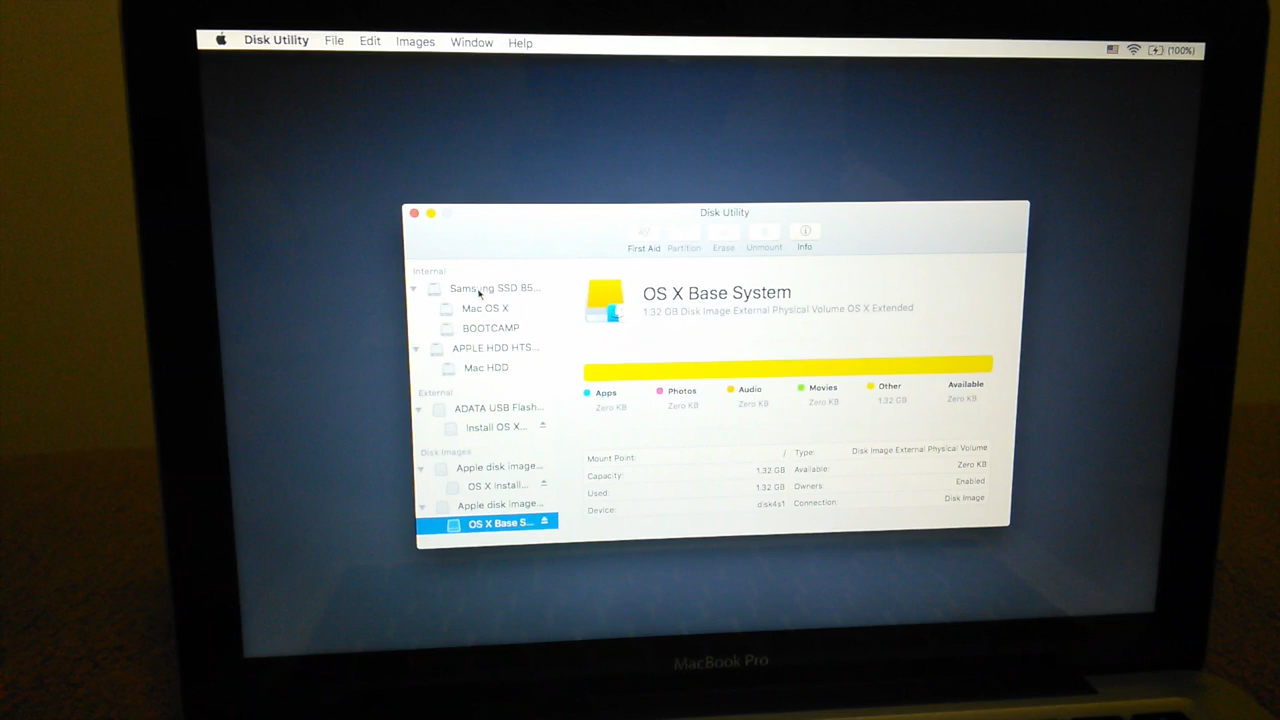 Disk Utility File Edit Images Window Help (100%)
Disk Utility
First Aid Partition Erase Unmount Info
Internal
Samsung SSD 85...
Mac OS X
BOOTCAMP
APPLE HDD HTS...
Mac HDD
External
ADATA USB Flash...
Install OS X...
Disk Images
Apple disk image...
OS X Install...
Apple disk image...
OS X Base S...
OS X Base System
1.32 GB Disk Image External Physical Volume OS X Extended
Apps Photos Audio Movies Other Available
Zero KB Zero KB Zero KB Zero KB 1.32 GB Zero KB
Mount Point: / Type: Disk Image External Physical Volume
Capacity: 1.32 GB Available: Zero KB
Used: 1.32 GB Owners: Enabled
Device: disk4s1 Connection: Disk Image
MacBook Pro